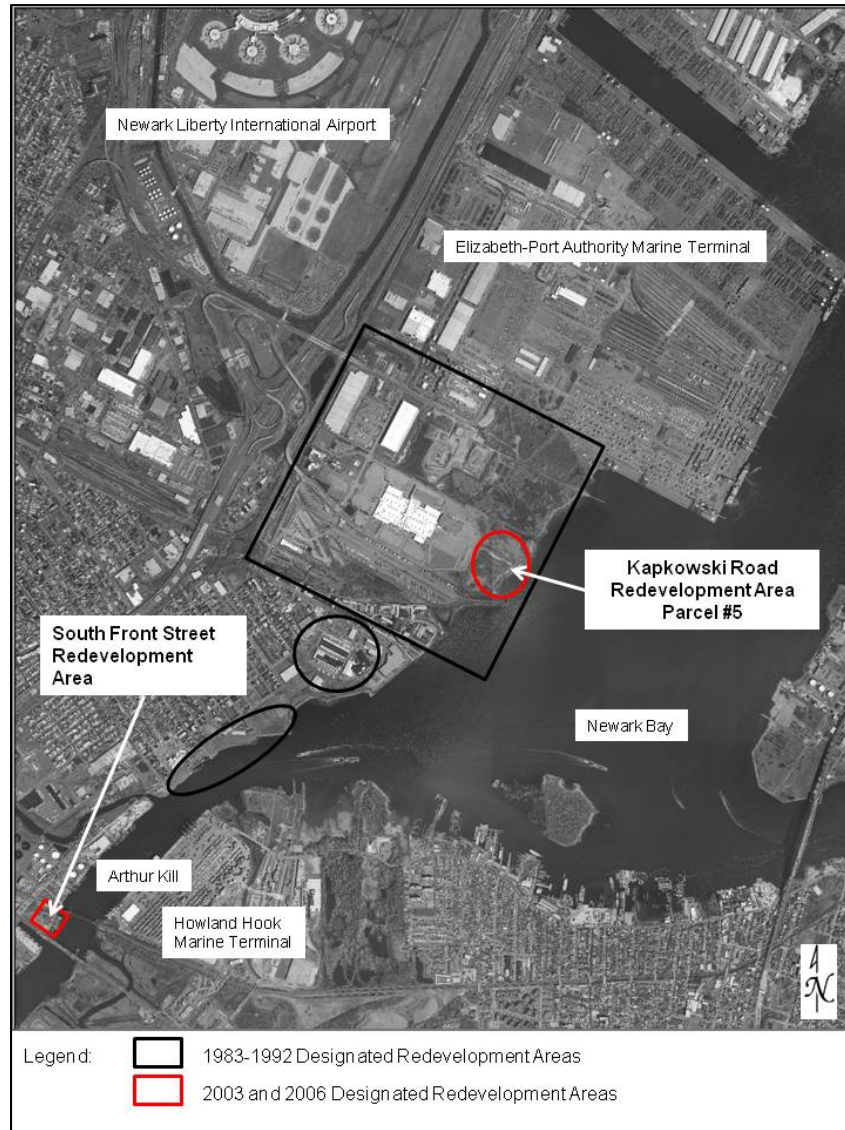 Newark Liberty International Airport
Elizabeth-Port Authority Marine Terminal
Kapkowski Road
Redevelopment Area
Parcel #5
South Front Street
Redevelopment
Area
Newark Bay
Arthur Kill
Howland Hook
Marine Terminal
N
Legend:
1983-1992 Designated Redevelopment Areas
2003 and 2006 Designated Redevelopment Areas